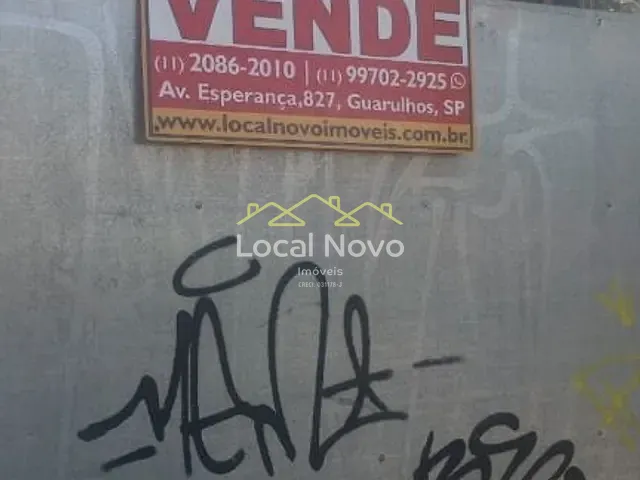 VENDE
(11) 2086-2010 | (11) 99702-2925
Av. Esperança,827, Guarulhos, SP
www.localnovoimoveis.com.br
Local Novo
Imóveis